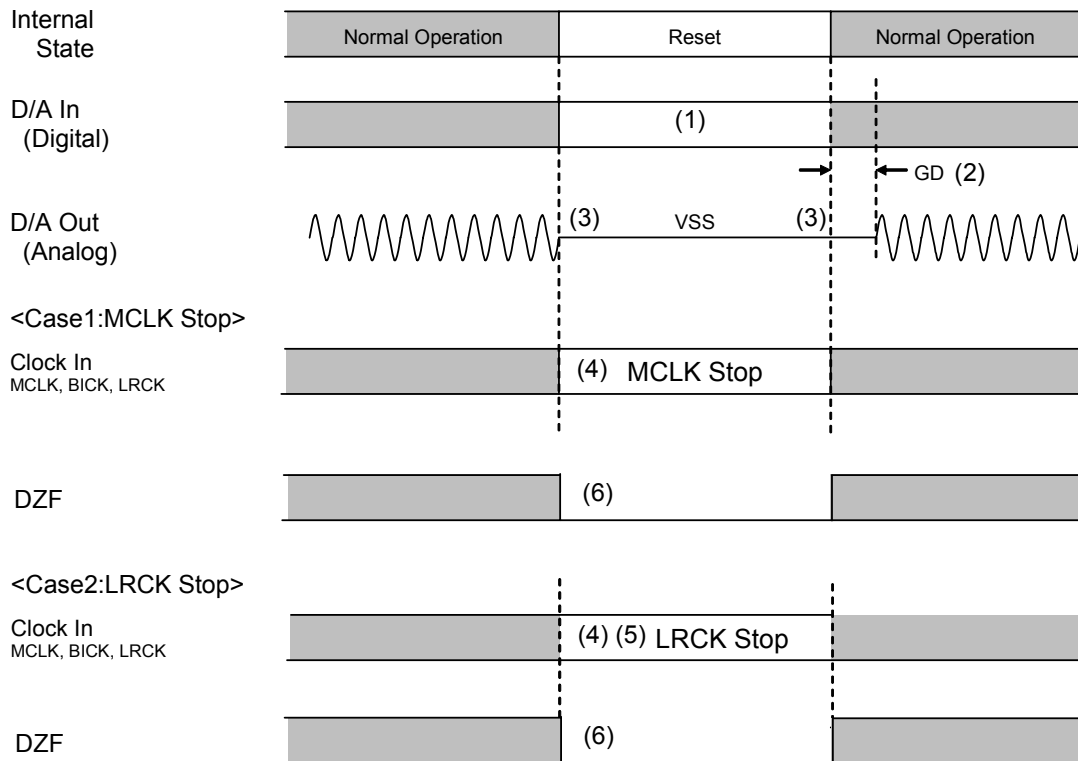 Internal
State
Normal Operation
Reset
Normal Operation
D/A In
(Digital)
(1)
GD (2)
D/A Out
(Analog)
(3)
VSS
(3)
<Case1:MCLK Stop>
Clock In
MCLK, BICK, LRCK
(4) MCLK Stop
DZF
(6)
<Case2:LRCK Stop>
Clock In
MCLK, BICK, LRCK
(4) (5) LRCK Stop
DZF
(6)